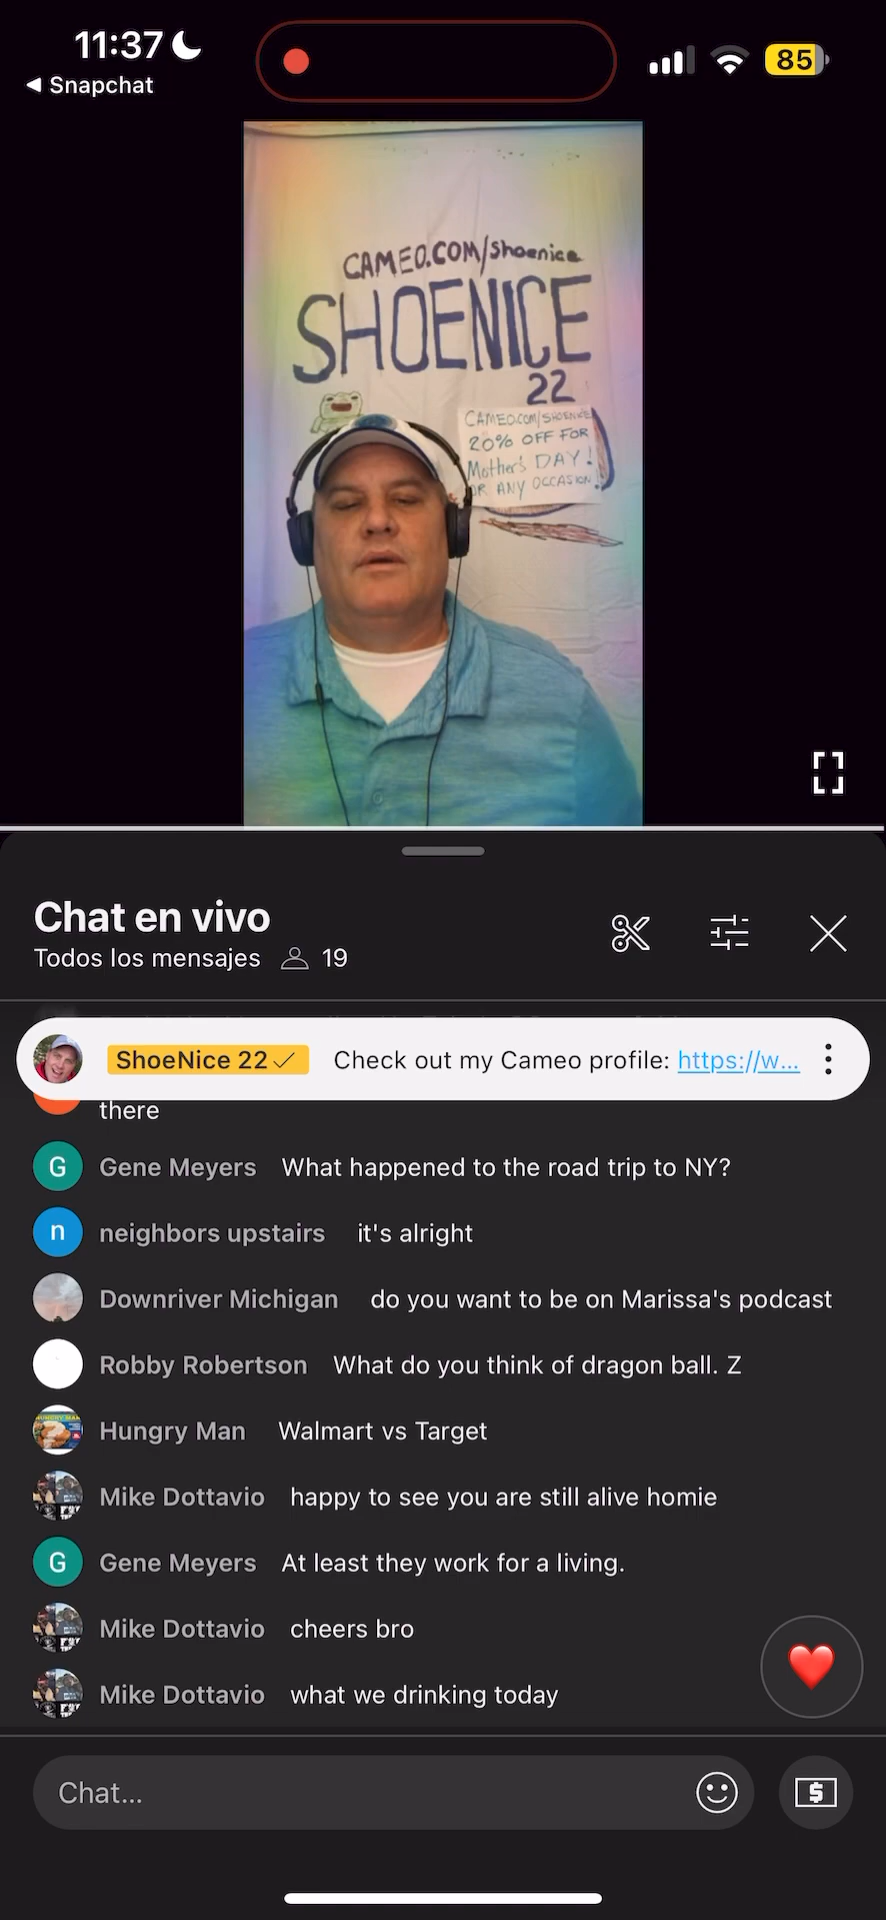 11:37
85
◀ Snapchat
CAMEO.COM/shoenice
SHOENICE
22
CAMEO.COM/SHOENICE
20% OFF FOR
Mother's DAY!
OR ANY OCCASION!
Chat en vivo
Todos los mensajes 19
ShoeNice 22 Check out my Cameo profile: https://w...
there
G Gene Meyers What happened to the road trip to NY?
n neighbors upstairs it's alright
Downriver Michigan do you want to be on Marissa's podcast
Robby Robertson What do you think of dragon ball. Z
Hungry Man Walmart vs Target
Mike Dottavio happy to see you are still alive homie
G Gene Meyers At least they work for a living.
Mike Dottavio cheers bro
Mike Dottavio what we drinking today
Chat...